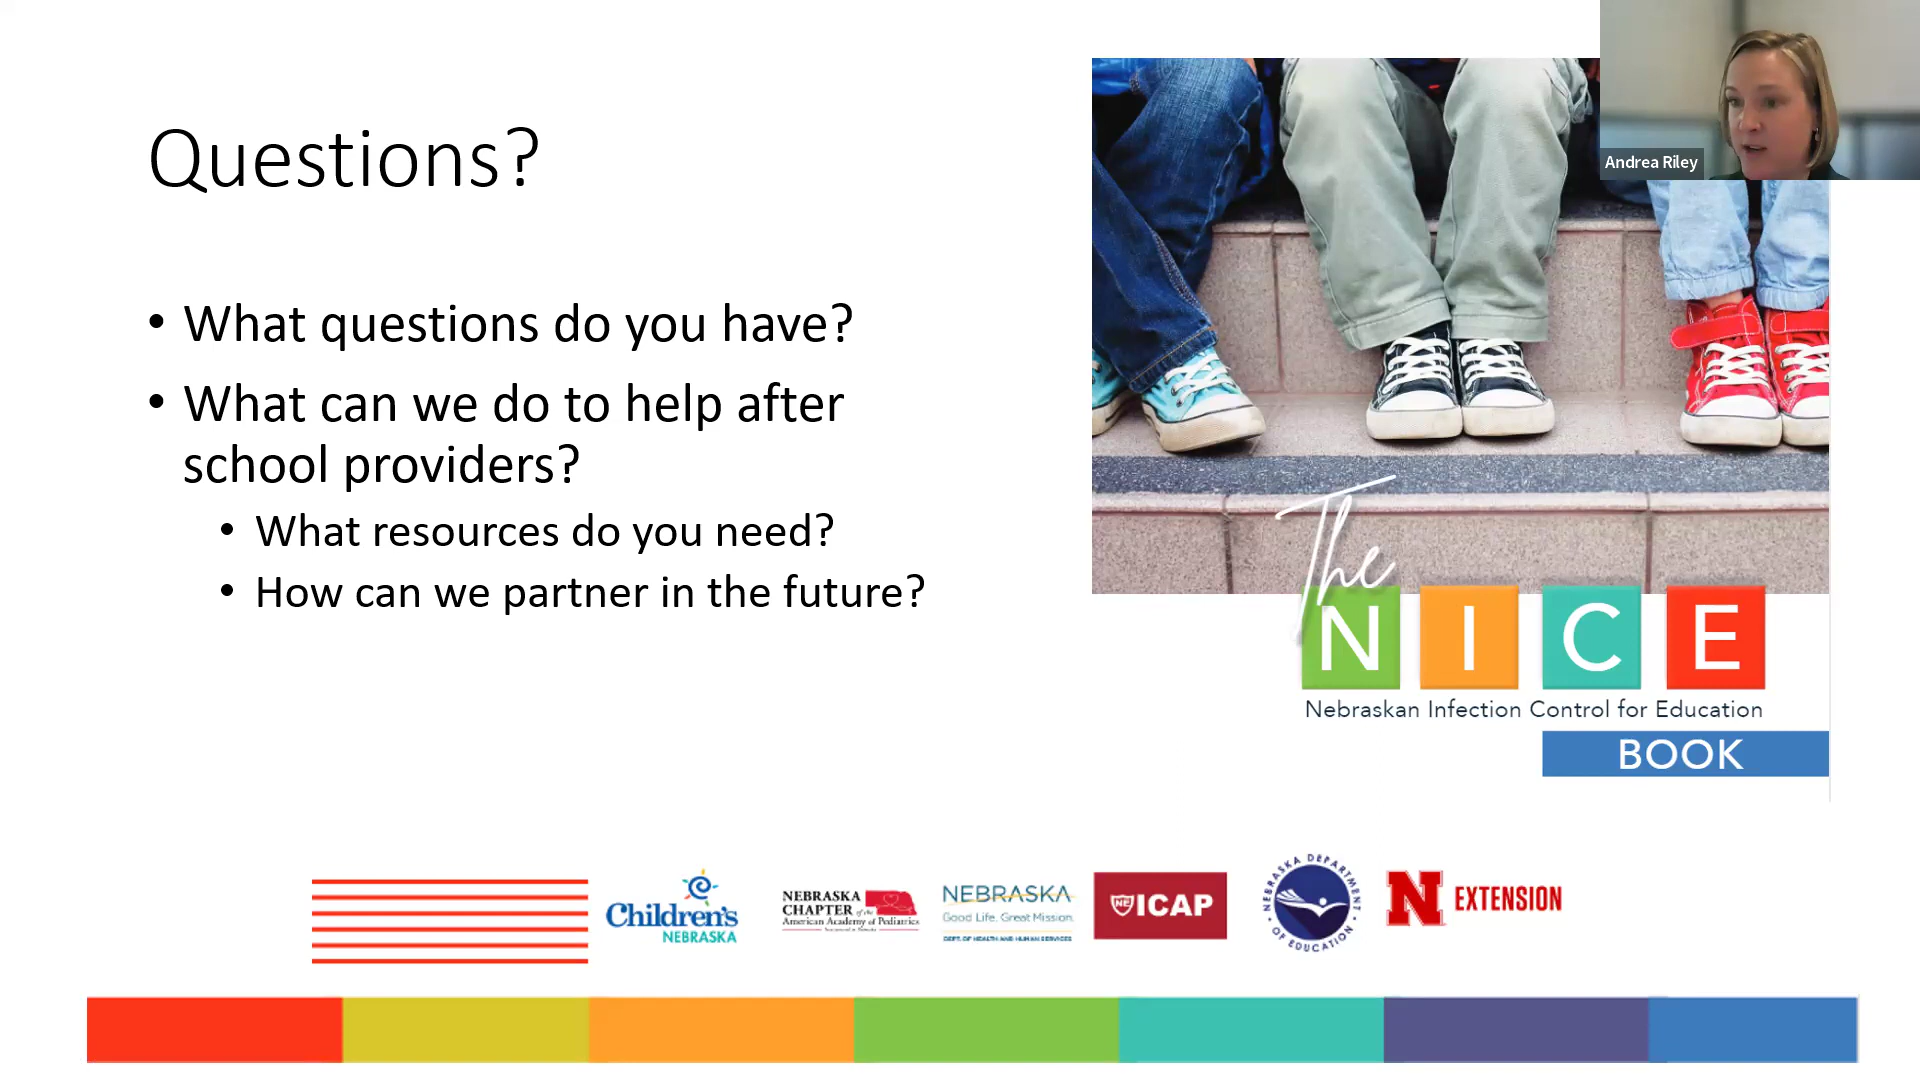 Andrea Riley
Questions?
• What questions do you have?
• What can we do to help after
school providers?
• What resources do you need?
• How can we partner in the future?
The
NICE
Nebraskan Infection Control for Education
BOOK
Children's
NEBRASKA
NEBRASKA
CHAPTER of the
American Academy of Pediatrics
NEBRASKA
Good Life. Great Mission.
DEPT. OF HEALTH AND HUMAN SERVICES
NE ICAP
NEBRASKA DEPARTMENT
OF EDUCATION
N EXTENSION